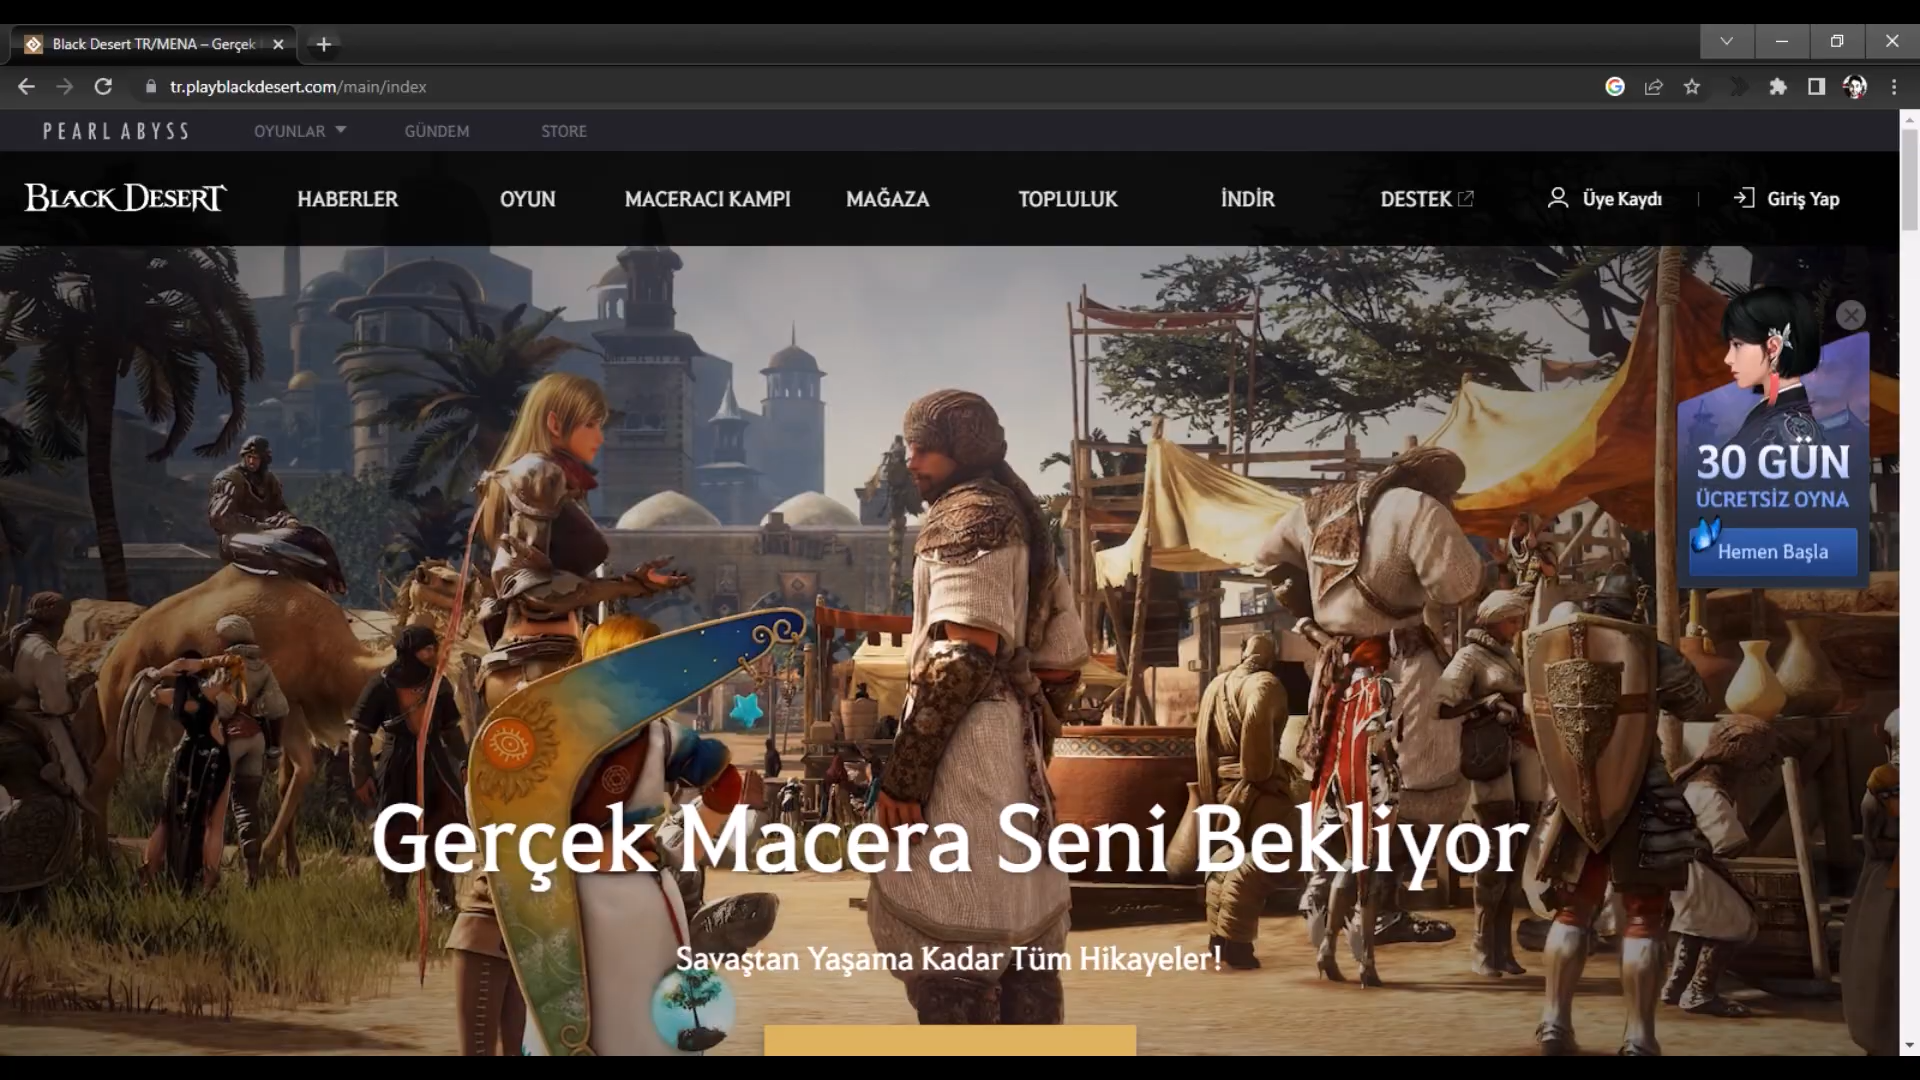 Black Desert TR/MENA – Gerçek
tr.playblackdesert.com/main/index
PEARL ABYSS
OYUNLAR
GÜNDEM
STORE
BLACK DESERT
HABERLER
OYUN
MACERACI KAMPI
MAĞAZA
TOPLULUK
İNDİR
DESTEK
Üye Kaydı
Giriş Yap
30 GÜN
ÜCRETSİZ OYNA
Hemen Başla
Gerçek Macera Seni Bekliyor
Savaştan Yaşama Kadar Tüm Hikayeler!